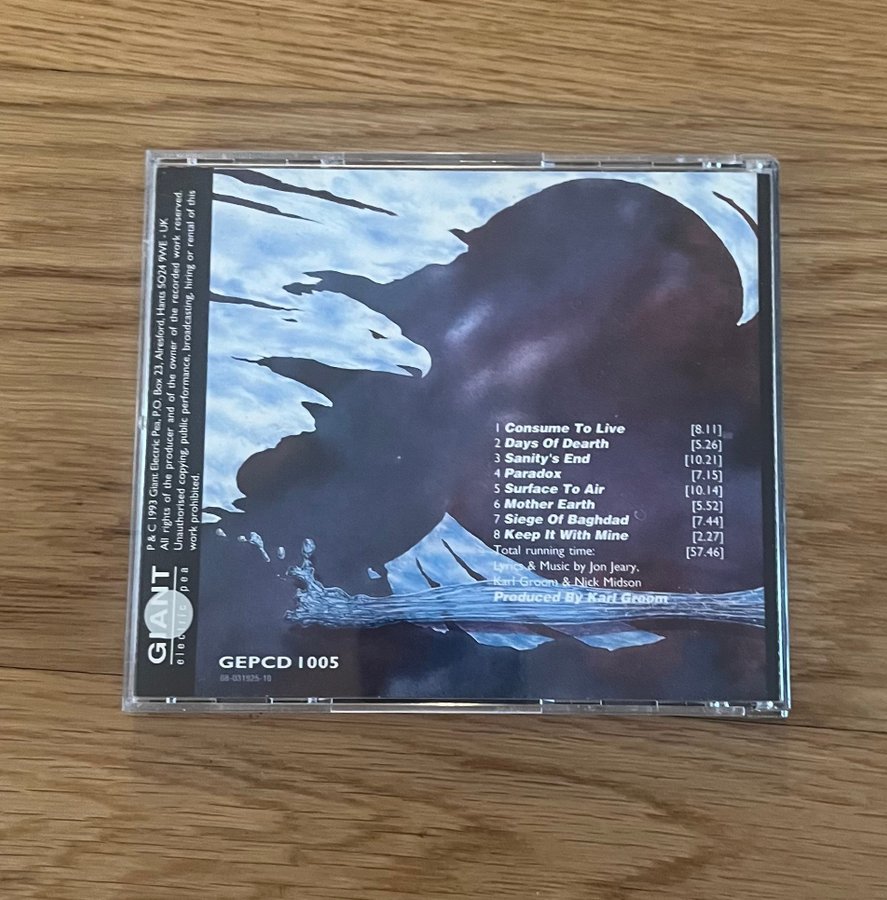 P & C 1993 Giant Electric Pea, P.O. Box 23, Alresford, Hants SO24 9WE - UK
All rights of the producer and of the owner of the recorded work reserved.
Unauthorised copying, public performance, broadcasting, hiring or rental of this
work prohibited.
GIANT
electric pea
1 Consume To Live [8.11]
2 Days Of Dearth [5.26]
3 Sanity's End [10.21]
4 Paradox [7.15]
5 Surface To Air [10.14]
6 Mother Earth [5.52]
7 Siege Of Baghdad [7.44]
8 Keep It With Mine [2.27]
Total running time: [57.46]
Lyrics & Music by Jon Jeary,
Karl Groom & Nick Midson
Produced By Karl Groom
GEPCD 1005
08-031925-10